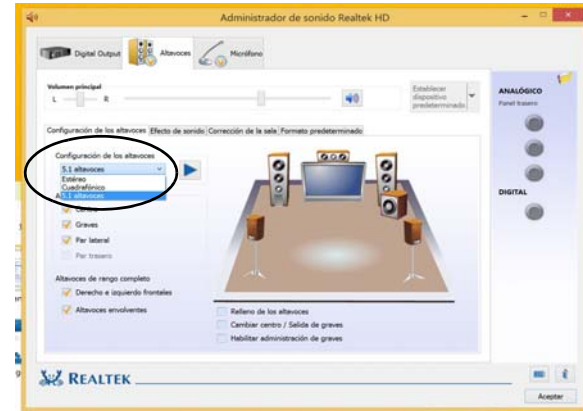 Administrador de sonido Realtek HD
Digital Output
Altavoces
Micrófono
Volumen principal
L
R
Establecer
dispositivo
predeterminado
ANALÓGICO
Panel trasero
Configuración de los altavoces Efecto de sonido Corrección de la sala Formato predeterminado
Configuración de los altavoces
5.1 altavoces
Estéreo
Cuadrafónico
5.1 altavoces
DIGITAL
Graves
Par lateral
Par trasero
Altavoces de rango completo
Derecho e izquierdo frontales
Altavoces envolventes
Relleno de los altavoces
Cambiar centro / Salida de graves
Habilitar administración de graves
REALTEK
Aceptar